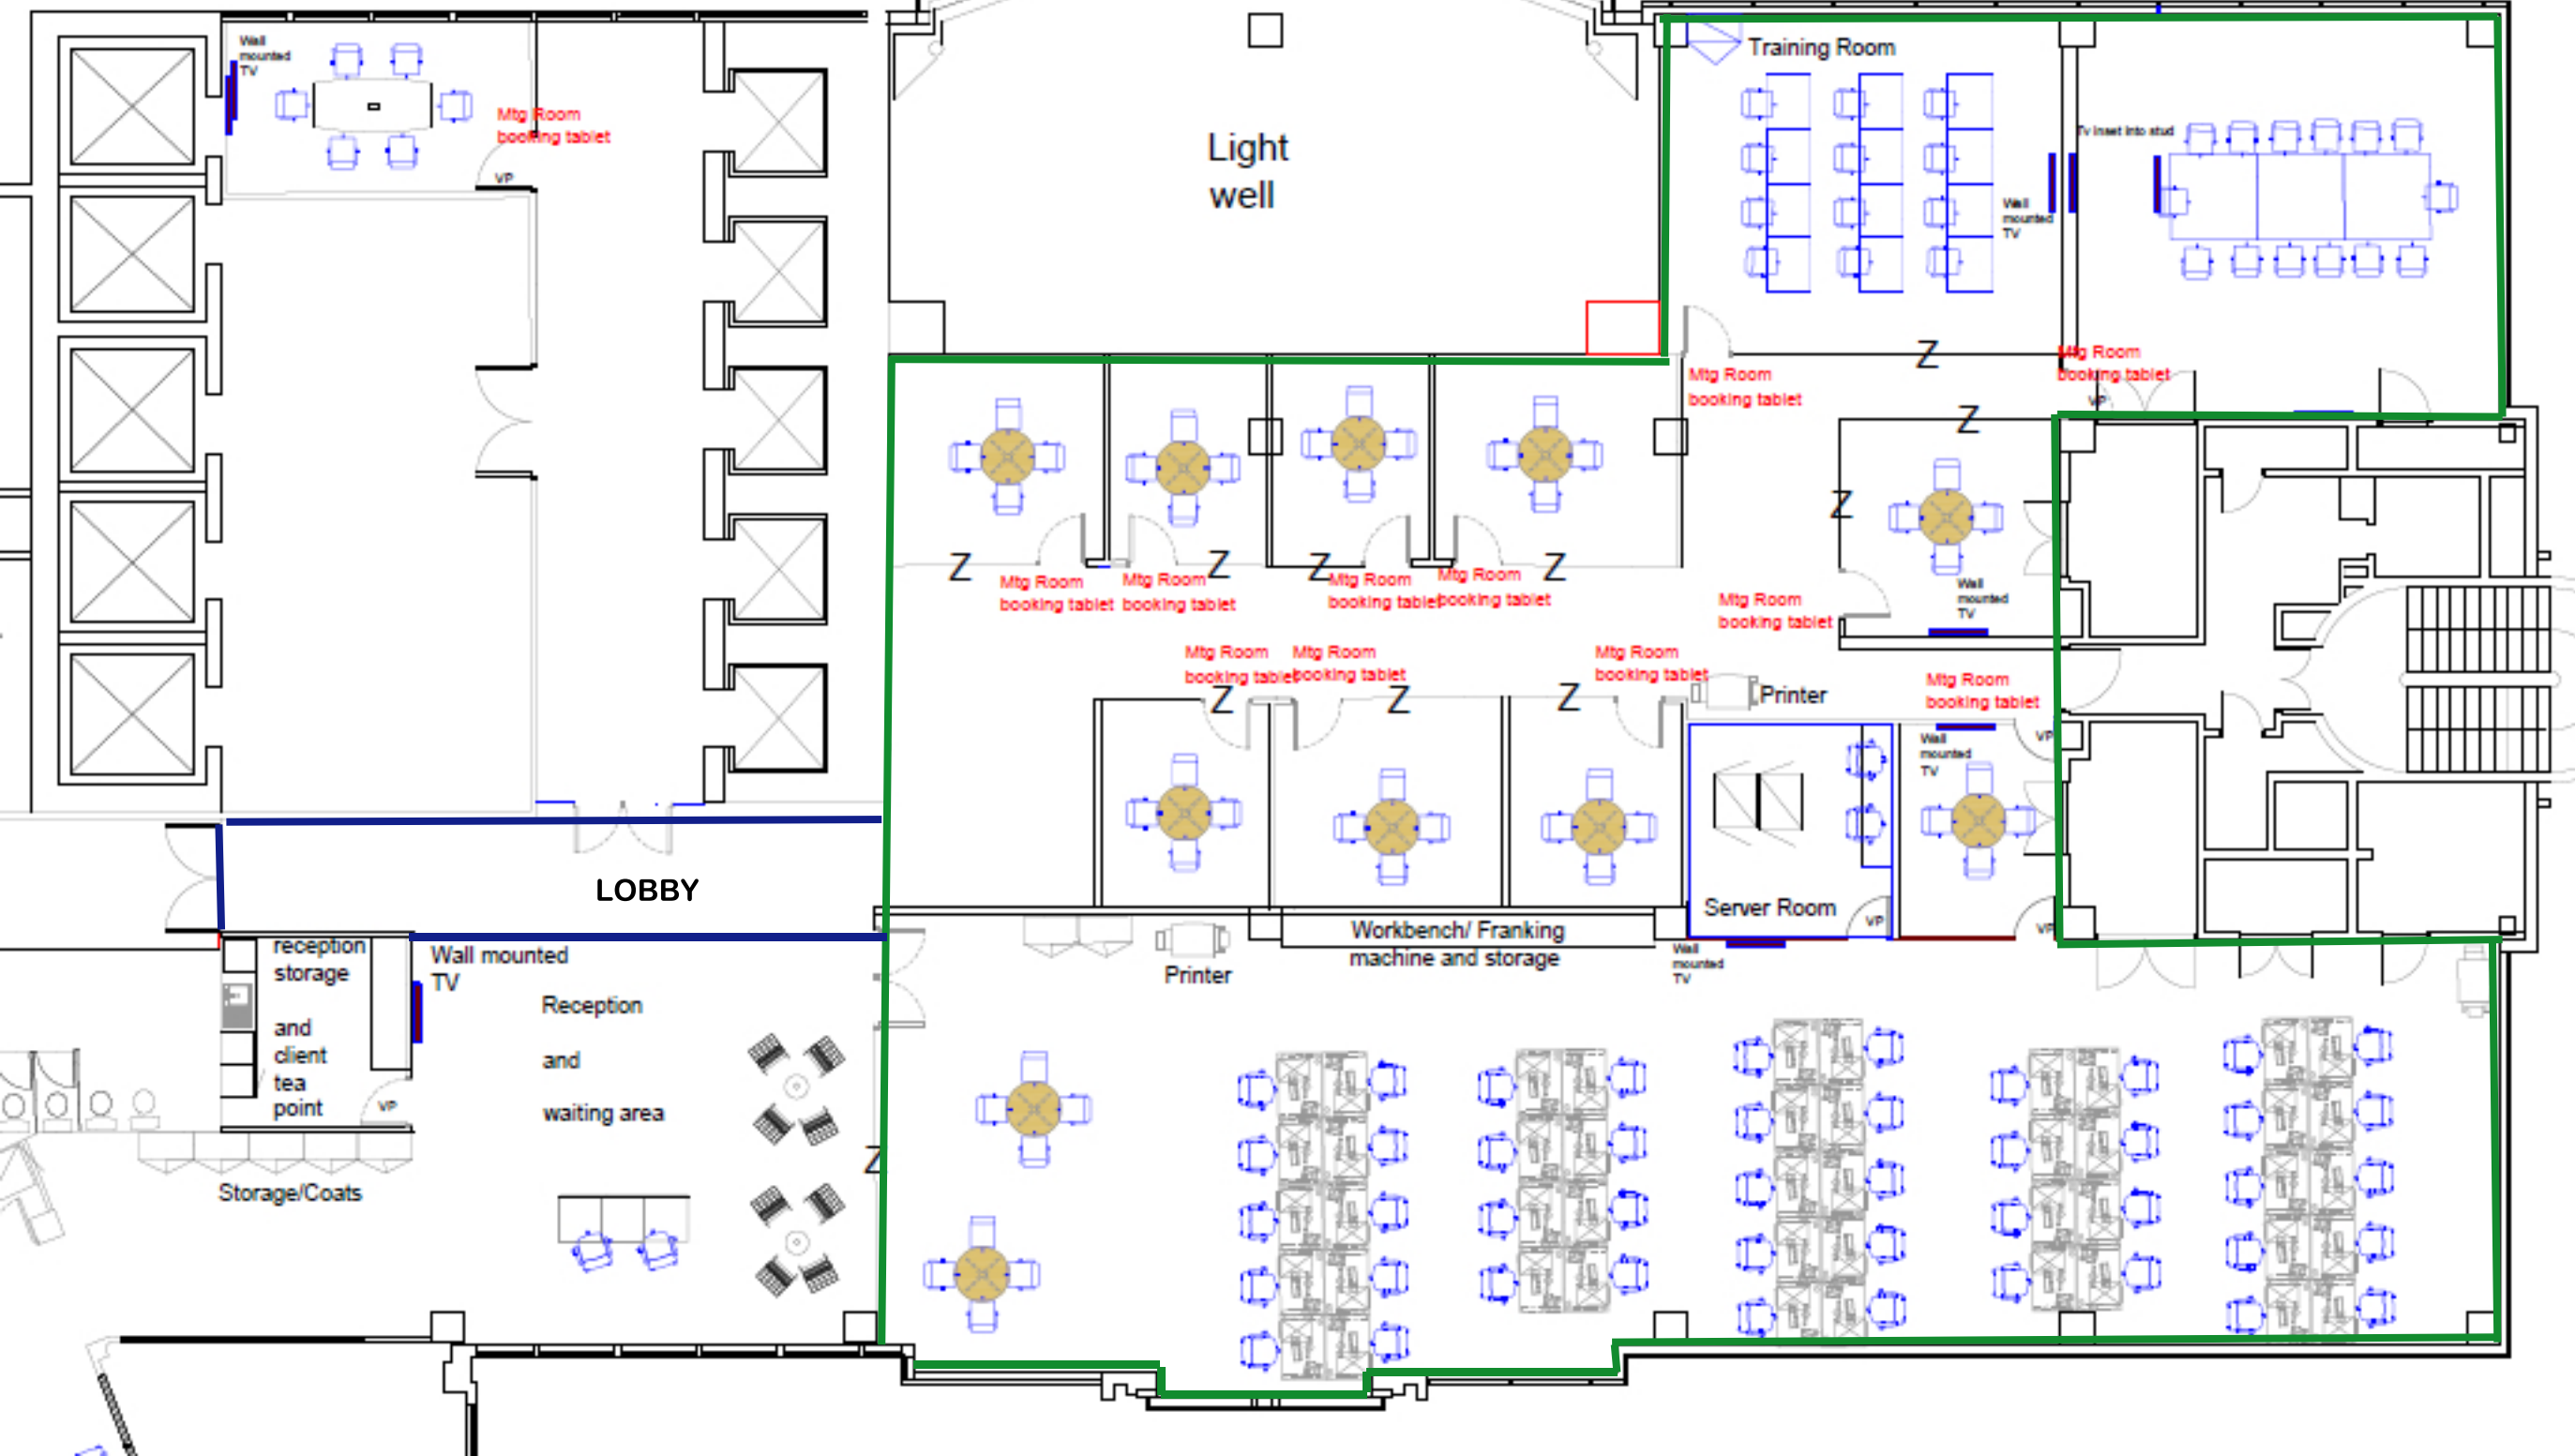 Wall
mounted
TV
Mtg Room
booking tablet
VP
Light
well
Training Room
Tv inset into stud
Wall
mounted
TV
Z
Mtg Room
booking tablet
Mtg Room
booking tablet
VP
Z
Z
Wall
mounted
TV
Z
Z
Z
Z
Mtg Room
booking tablet
Mtg Room
booking tablet
Mtg Room
booking tablet
Mtg Room
booking tablet
Mtg Room
booking tablet
Mtg Room
booking tablet
Mtg Room
booking tablet
Mtg Room
booking tablet
Z
Z
Z
Printer
Mtg Room
booking tablet
Wall
mounted
TV
VP
LOBBY
Server Room
VP
VP
reception
storage
and
client
tea
point
VP
Wall mounted
TV
Reception
and
waiting area
Printer
Workbench/ Franking
machine and storage
Wall
mounted
TV
Z
Storage/Coats